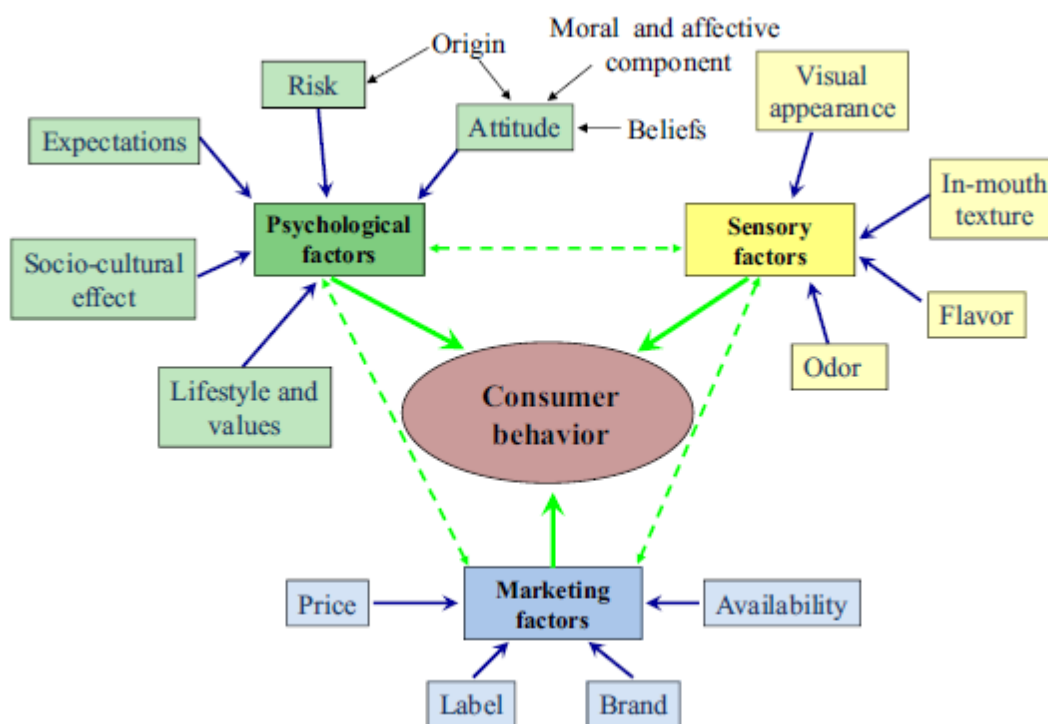 Moral and affective
component
Origin
Visual
appearance
Risk
Attitude
Beliefs
Expectations
In-mouth
texture
Psychological
factors
Sensory
factors
Socio-cultural
effect
Flavor
Odor
Lifestyle and
values
Consumer
behavior
Price
Marketing
factors
Availability
Label
Brand